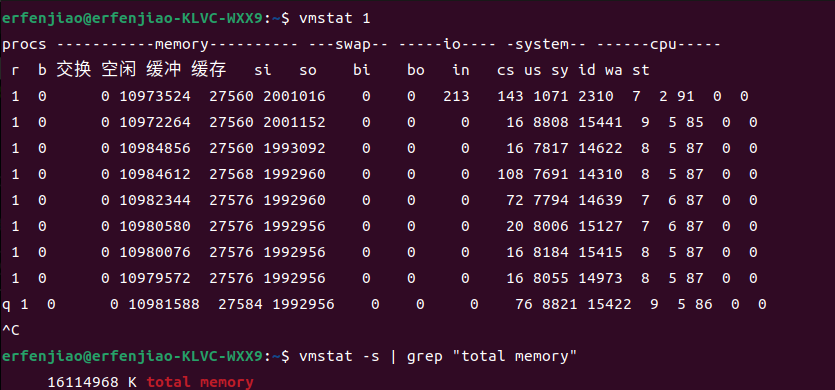 erfenjiao@erfenjiao-KLVC-WXX9:~$ vmstat 1
procs -----------memory---------- ---swap-- -----io---- -system-- ------cpu-----
 r  b 交换 空闲 缓冲 缓存   si   so    bi    bo   in   cs us sy id wa st
 1  0      0 10973524  27560 2001016    0    0   213   143 1071 2310  7  2 91  0  0
 1  0      0 10972264  27560 2001152    0    0     0    16 8808 15441  9  5 85  0  0
 1  0      0 10984856  27560 1993092    0    0     0    16 7817 14622  8  5 87  0  0
 1  0      0 10984612  27568 1992960    0    0     0   108 7691 14310  8  5 87  0  0
 1  0      0 10982344  27576 1992960    0    0     0    72 7794 14639  7  6 87  0  0
 1  0      0 10980580  27576 1992956    0    0     0    20 8006 15127  7  6 87  0  0
 1  0      0 10980076  27576 1992956    0    0     0    16 8184 15415  8  5 87  0  0
 1  0      0 10979572  27576 1992956    0    0     0    16 8055 14973  8  5 87  0  0
q 1  0      0 10981588  27584 1992956    0    0     0    76 8821 15422  9  5 86  0  0
^C
erfenjiao@erfenjiao-KLVC-WXX9:~$ vmstat -s | grep "total memory"
     16114968 K total memory